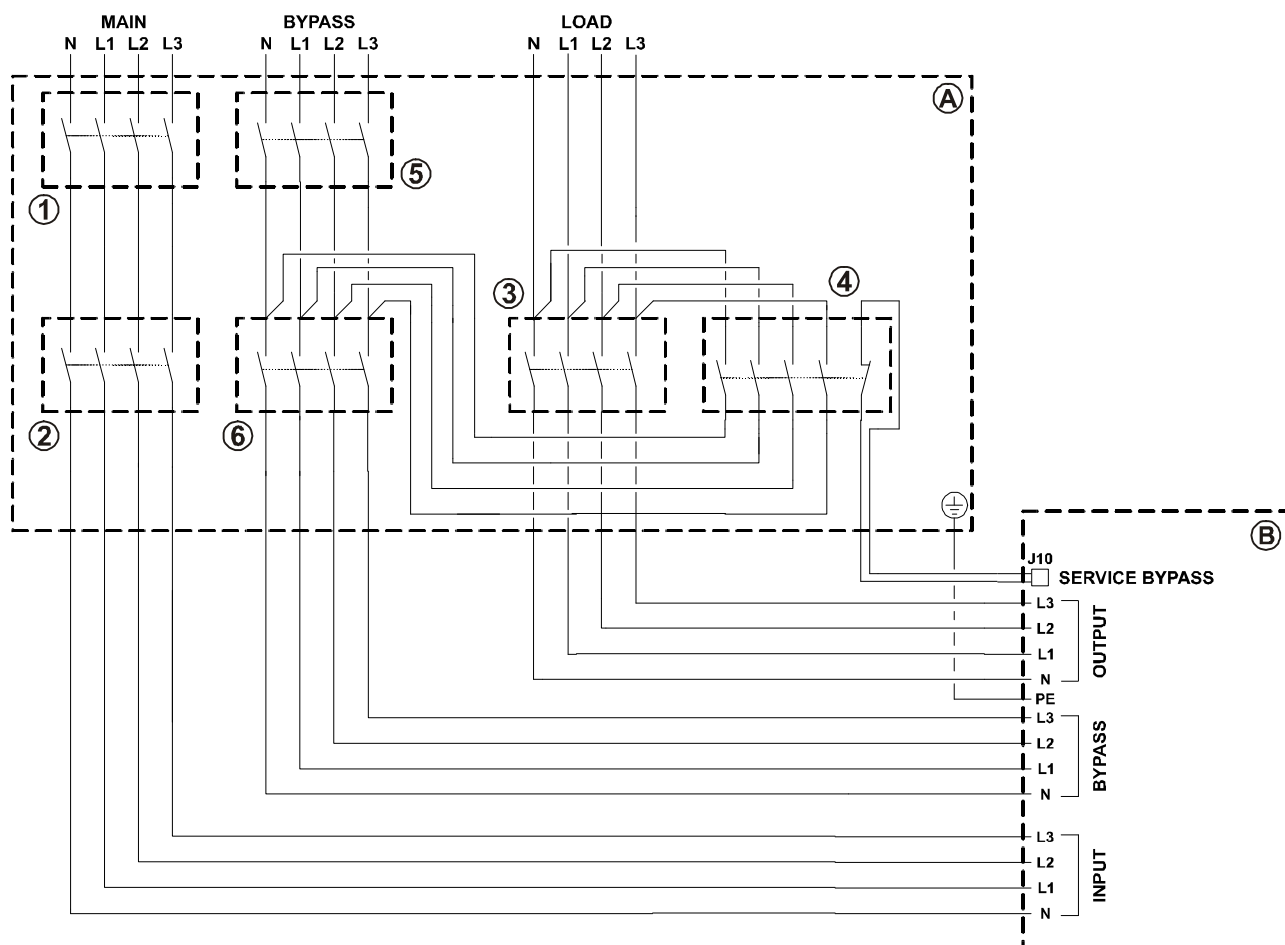 MAIN BYPASS LOAD
N L1 L2 L3 N L1 L2 L3 N L1 L2 L3
A
5
1
4
3
2
6
B
J10
SERVICE BYPASS
L3
L2
L1
N
OUTPUT
PE
L3
L2
L1
N
BYPASS
L3
L2
L1
N
INPUT